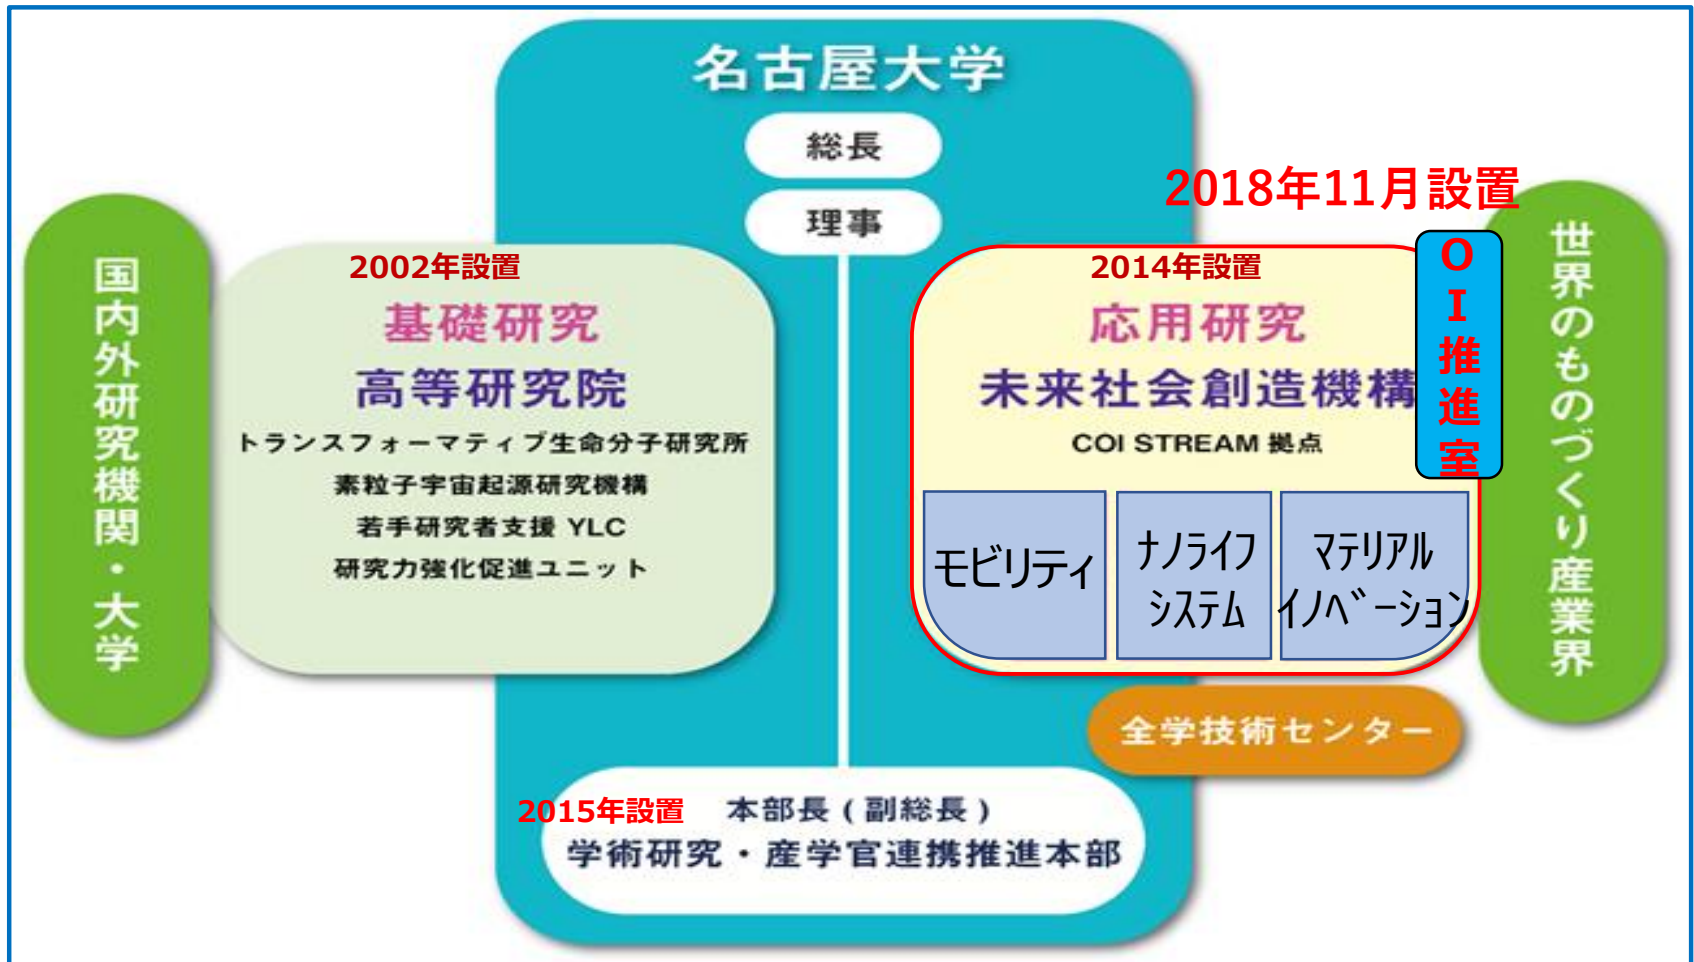 名古屋大学
総長
理事
2018年11月設置
国内外研究機関・大学
2002年設置
基礎研究
高等研究院
トランスフォーマティブ生命分子研究所
素粒子宇宙起源研究機構
若手研究者支援 YLC
研究力強化促進ユニット
2014年設置
応用研究
未来社会創造機構
COI STREAM 拠点
OI推進室
モビリティ
ナノライフ
システム
マテリアル
イノベーション
世界のものづくり産業界
全学技術センター
2015年設置 本部長(副総長)
学術研究・産学官連携推進本部